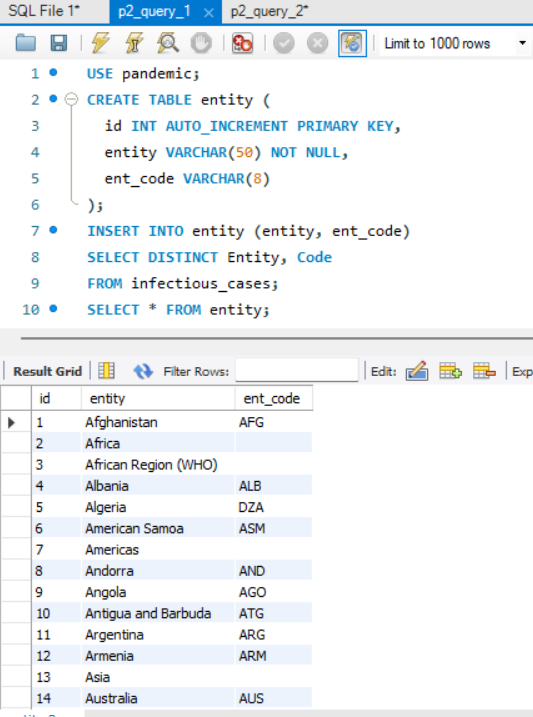 SQL File 1* p2_query_1 × p2_query_2*
Limit to 1000 rows
1 USE pandemic;
2 CREATE TABLE entity (
3 id INT AUTO_INCREMENT PRIMARY KEY,
4 entity VARCHAR(50) NOT NULL,
5 ent_code VARCHAR(8)
6 );
7 INSERT INTO entity (entity, ent_code)
8 SELECT DISTINCT Entity, Code
9 FROM infectious_cases;
10 SELECT * FROM entity;
Result Grid Filter Rows: Edit: Exp
id entity ent_code
1 Afghanistan AFG
2 Africa
3 African Region (WHO)
4 Albania ALB
5 Algeria DZA
6 American Samoa ASM
7 Americas
8 Andorra AND
9 Angola AGO
10 Antigua and Barbuda ATG
11 Argentina ARG
12 Armenia ARM
13 Asia
14 Australia AUS